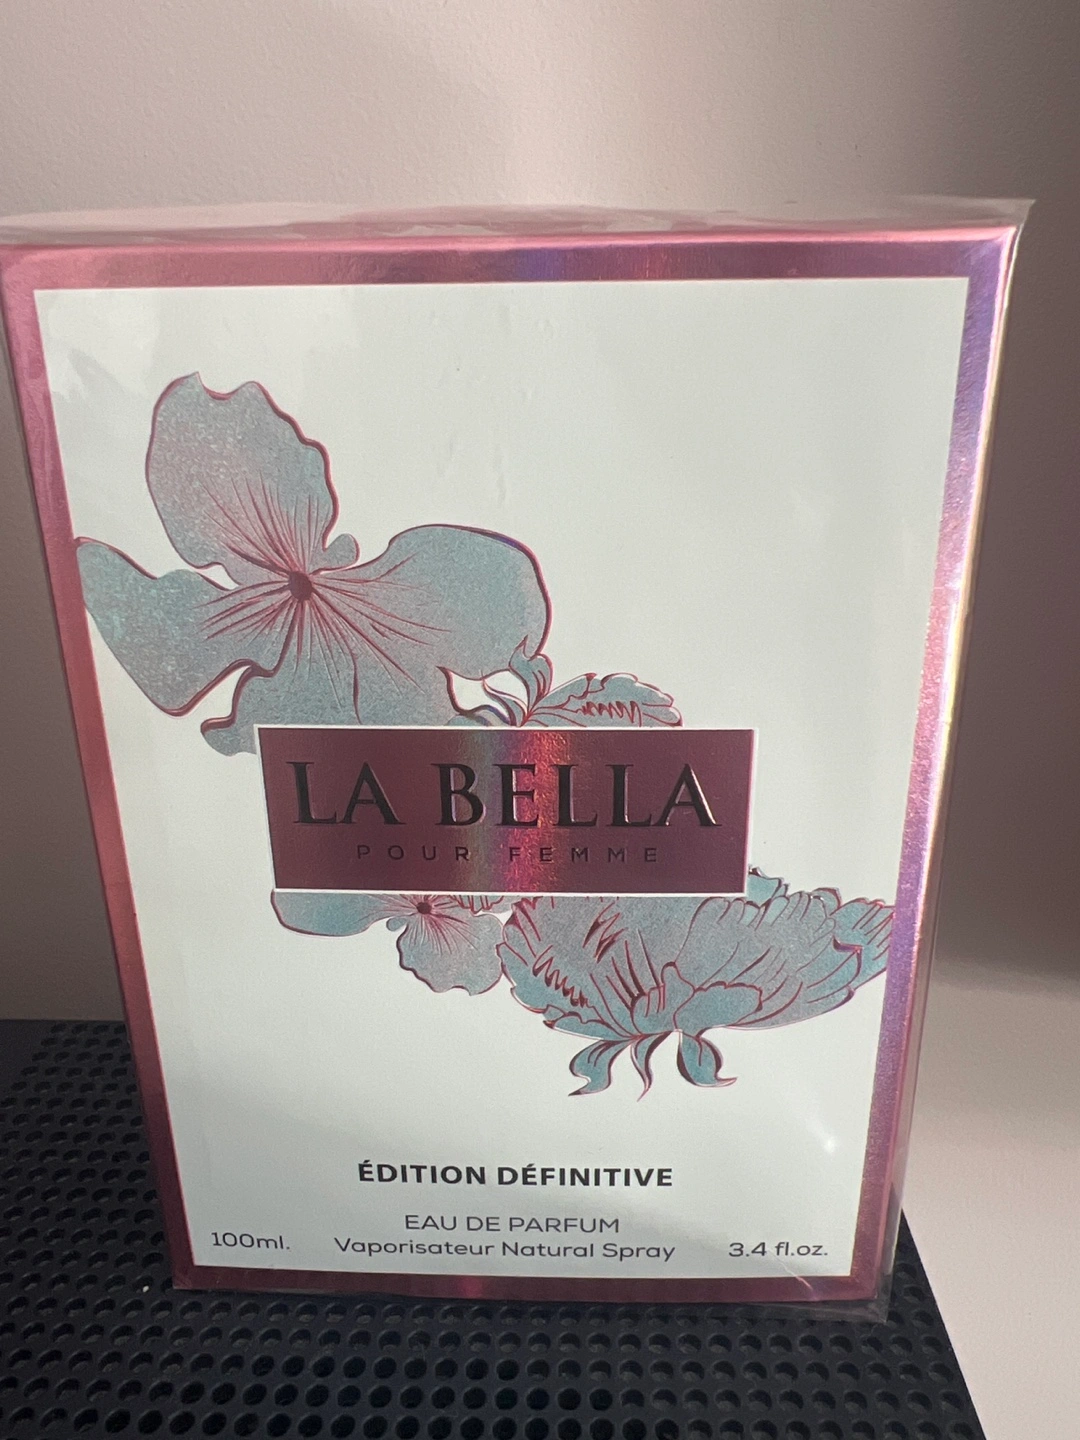 LA BELLA
POUR FEMME
ÉDITION DÉFINITIVE
EAU DE PARFUM
100ml. Vaporisateur Natural Spray 3.4 fl.oz.